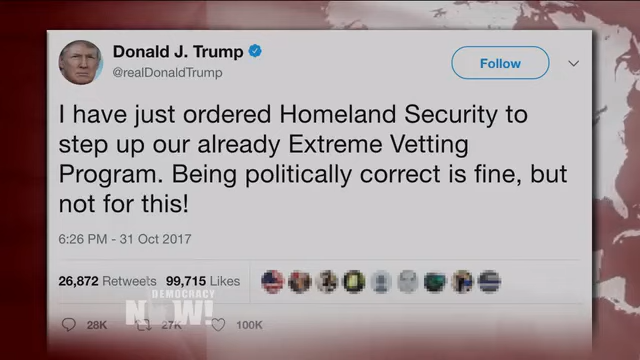 Donald J. Trump
@realDonaldTrump
Follow
I have just ordered Homeland Security to
step up our already Extreme Vetting
Program. Being politically correct is fine, but
not for this!
6:26 PM - 31 Oct 2017
26,872 Retweets 99,715 Likes
DEMOCRACY
NOW!
28K 27K 100K